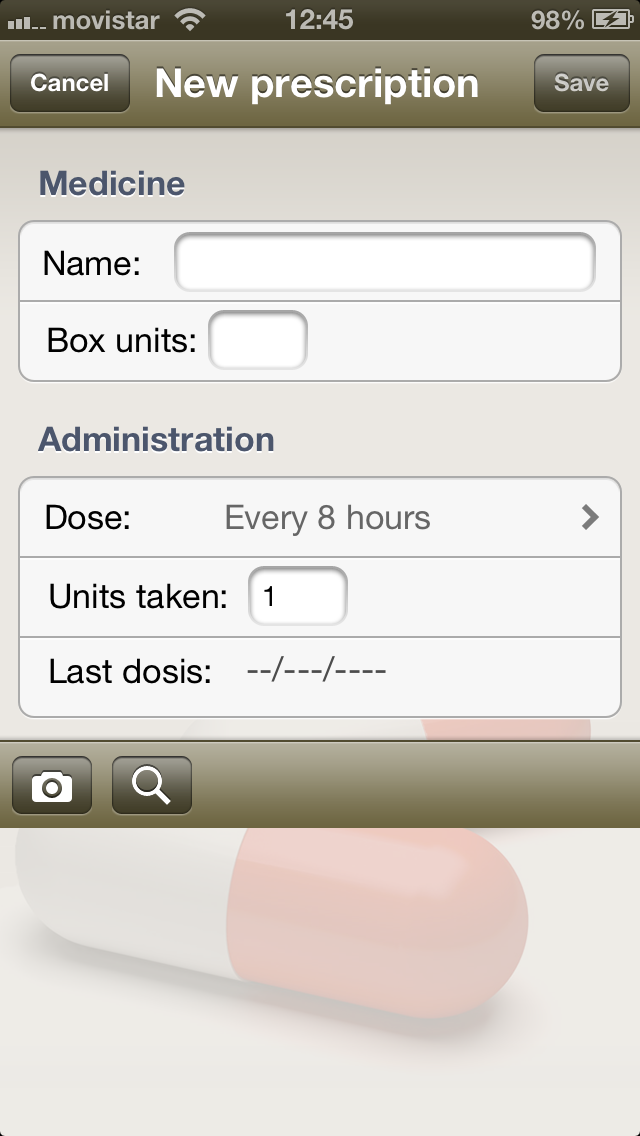 movistar 12:45 98%
Cancel New prescription Save
Medicine
Name:
Box units:
Administration
Dose: Every 8 hours
Units taken: 1
Last dosis: --/---/----